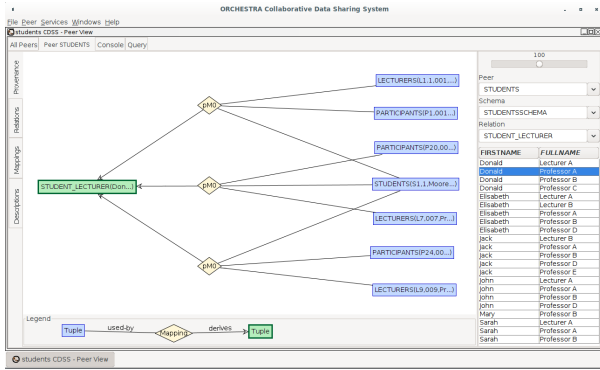 ORCHESTRA Collaborative Data Sharing System
File Peer Services Windows Help
students CDSS - Peer View
All Peers Peer STUDENTS Console Query
Provenance
Relations
Mappings
Descriptions
LECTURERS(L1.1.001....)
pM0
PARTICIPANTS(P1.001...)
PARTICIPANTS(P20.00...)
STUDENT_LECTURER(Don...)
pM0
STUDENTS(S1,1,Moore...)
LECTURERS(L7.007.Pr...)
PARTICIPANTS(P24,00...)
pM0
LECTURERS(L9,009,Pr...)
Legend
Tuple
used-by
Mapping
derives
Tuple
100
Peer
STUDENTS
Schema
STUDENTSSCHEMA
Relation
STUDENT_LECTURER
FIRSTNAME FULLNAME
Donald Lecturer A
Donald Professor A
Donald Professor B
Donald Professor C
Elisabeth Lecturer A
Elisabeth Lecturer B
Elisabeth Professor A
Elisabeth Professor B
Elisabeth Professor D
Jack Lecturer B
Jack Professor A
Jack Professor B
Jack Professor D
Jack Professor E
John Lecturer A
John Professor A
John Professor B
John Professor D
Mary Professor B
Sarah Lecturer A
Sarah Professor A
Sarah Professor B
students CDSS - Peer View